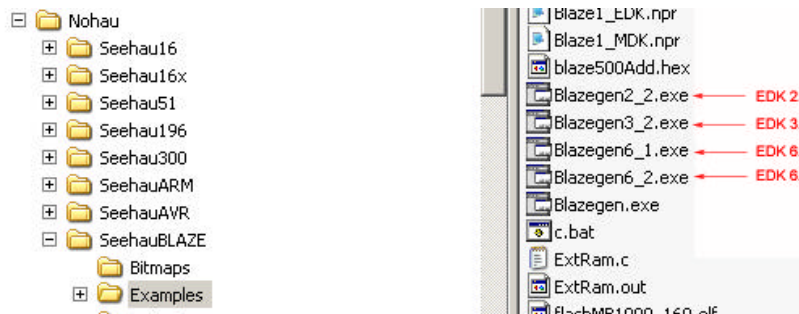 Nohau
Seehau16
Seehau16x
Seehau51
Seehau196
Seehau300
SeehauARM
SeehauAVR
SeehauBLAZE
Bitmaps
Examples
Blaze1_EDK.npr
Blaze1_MDK.npr
blaze500Add.hex
Blazegen2_2.exe EDK 2
Blazegen3_2.exe EDK 3
Blazegen6_1.exe EDK 6
Blazegen6_2.exe EDK 6
Blazegen.exe
c.bat
ExtRam.c
ExtRam.out